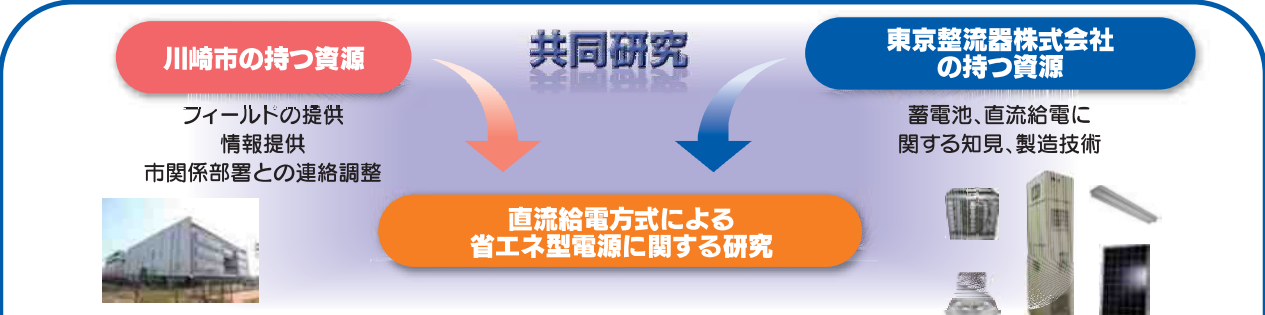 共同研究
川崎市の持つ資源
フィールドの提供
情報提供
市関係部署との連絡調整
東京整流器株式会社
の持つ資源
蓄電池、直流給電に
関する知見、製造技術
直流給電方式による
省エネ型電源に関する研究